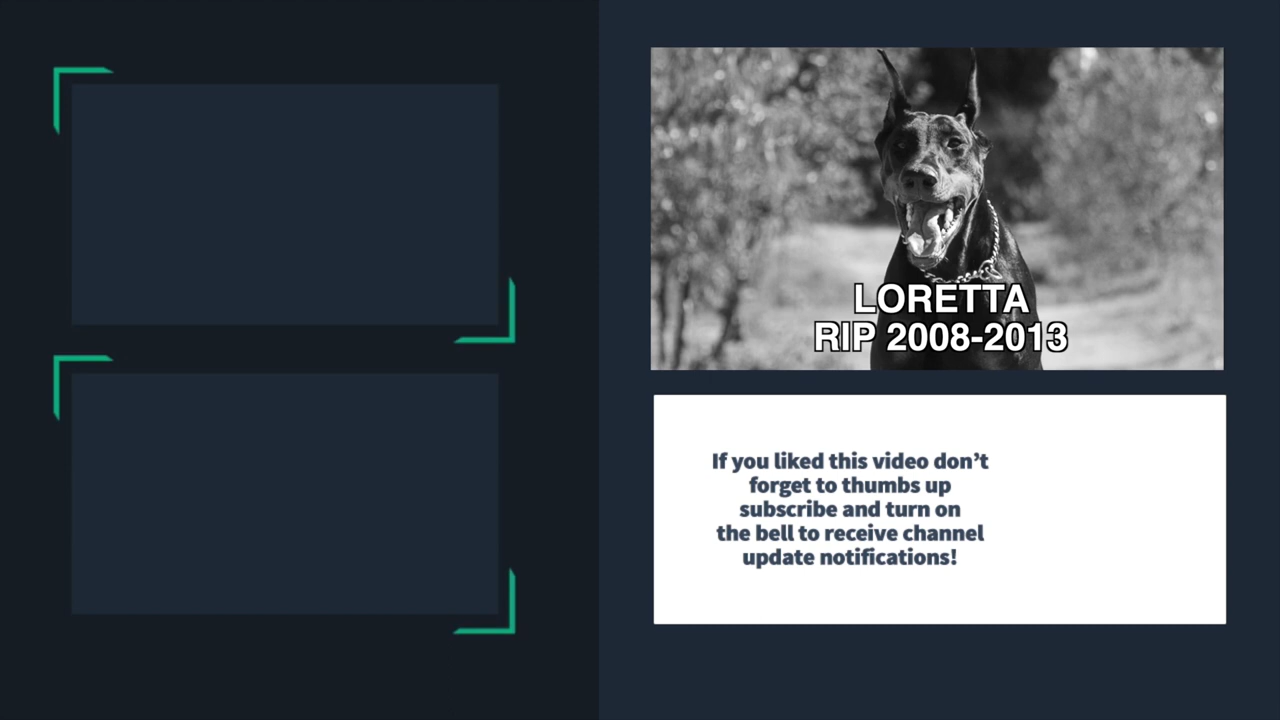 LORETTA
RIP 2008-2013
If you liked this video don’t
forget to thumbs up
subscribe and turn on
the bell to receive channel
update notifications!